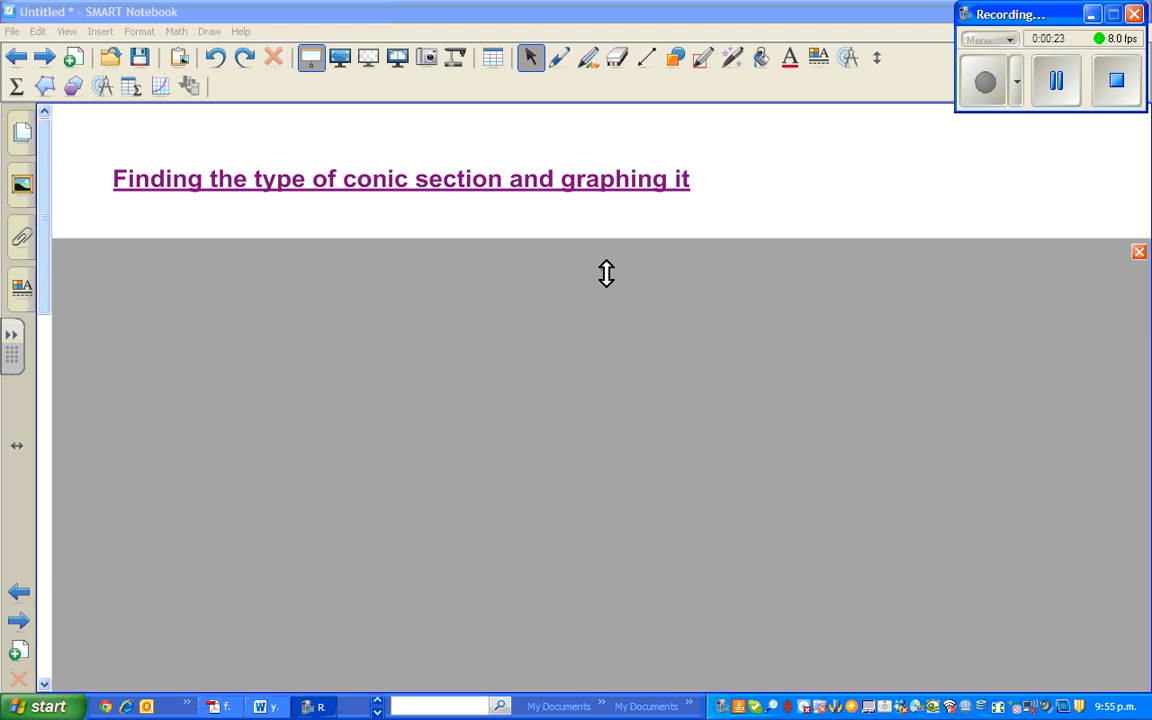 Untitled * - SMART Notebook
Recording...
File Edit View Insert Format Math Draw Help
Menu
0:00:23
8.0 fps
Finding the type of conic section and graphing it
start
f.
y.
R
My Documents
My Documents
9:55 p.m.